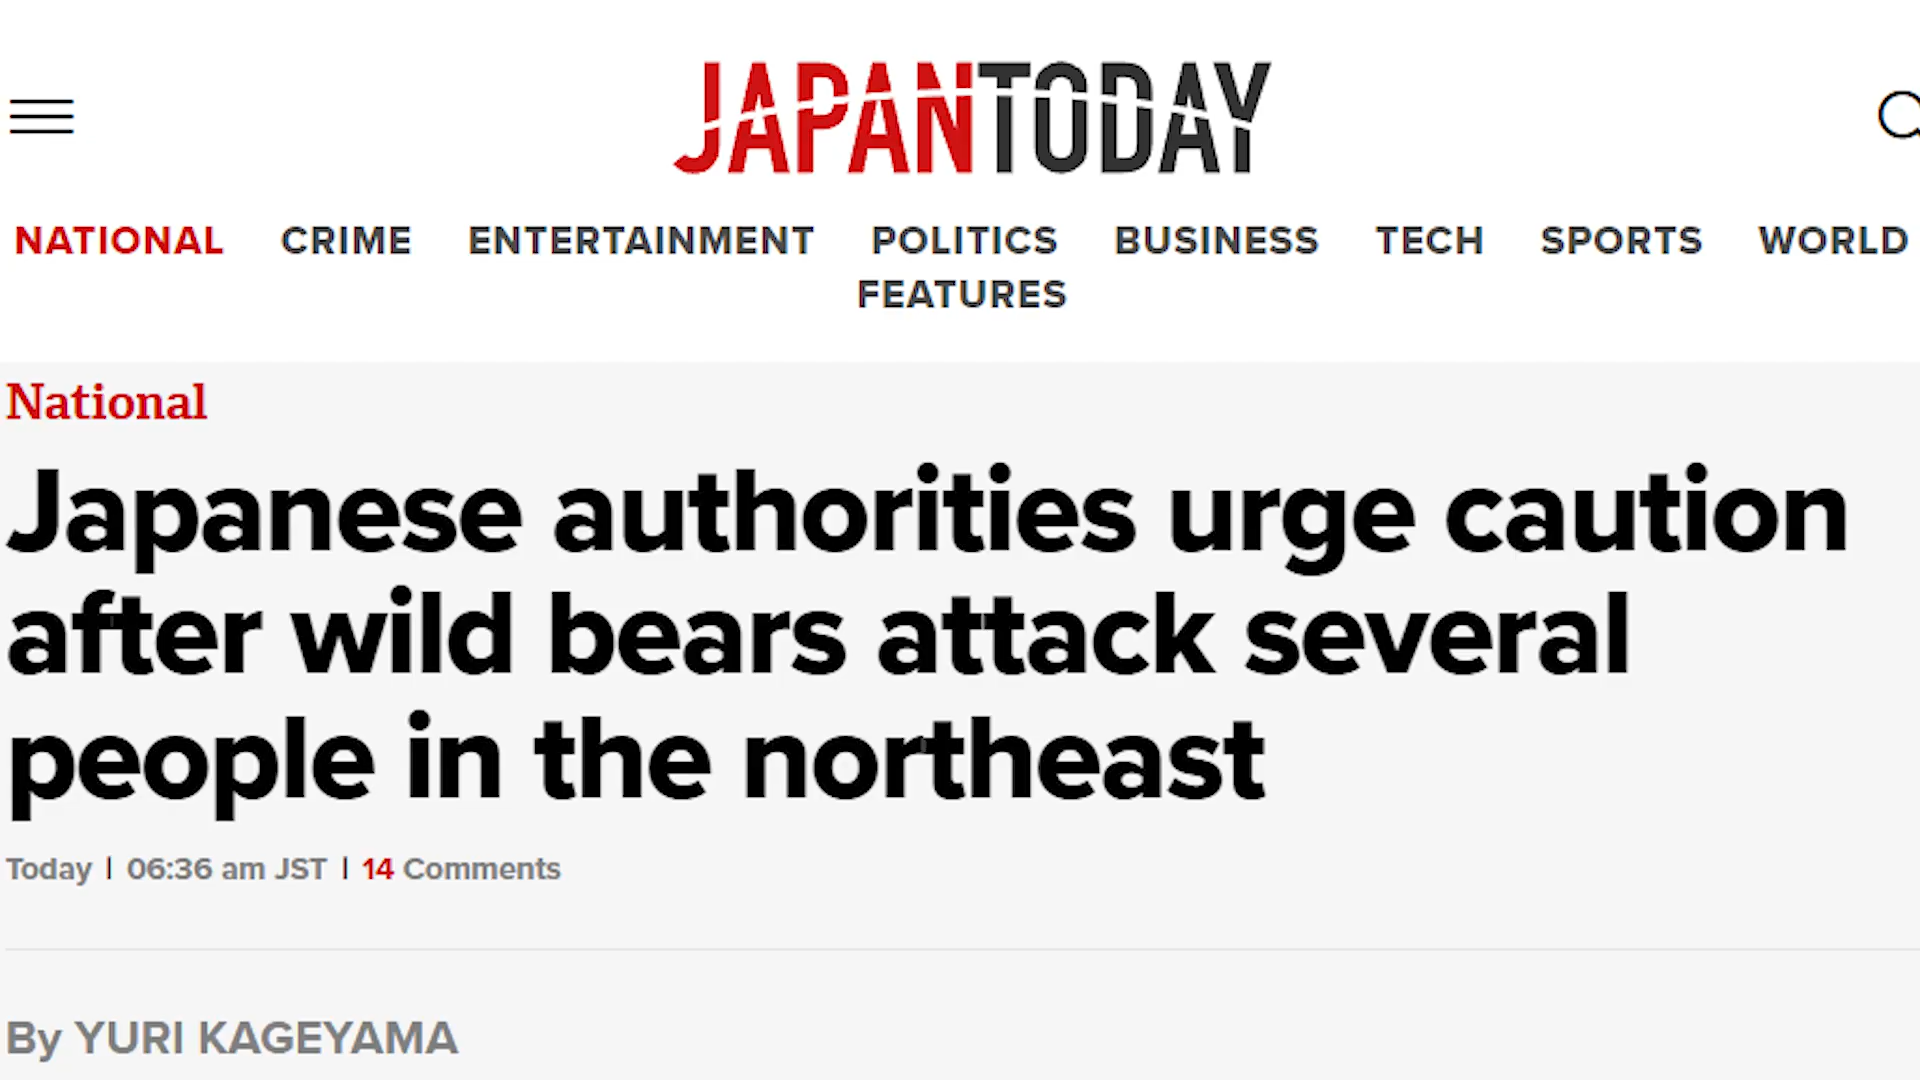 JAPANTODAY
NATIONAL CRIME ENTERTAINMENT POLITICS BUSINESS TECH SPORTS WORLD
FEATURES
National
Japanese authorities urge caution
after wild bears attack several
people in the northeast
Today | 06:36 am JST | 14 Comments
By YURI KAGEYAMA